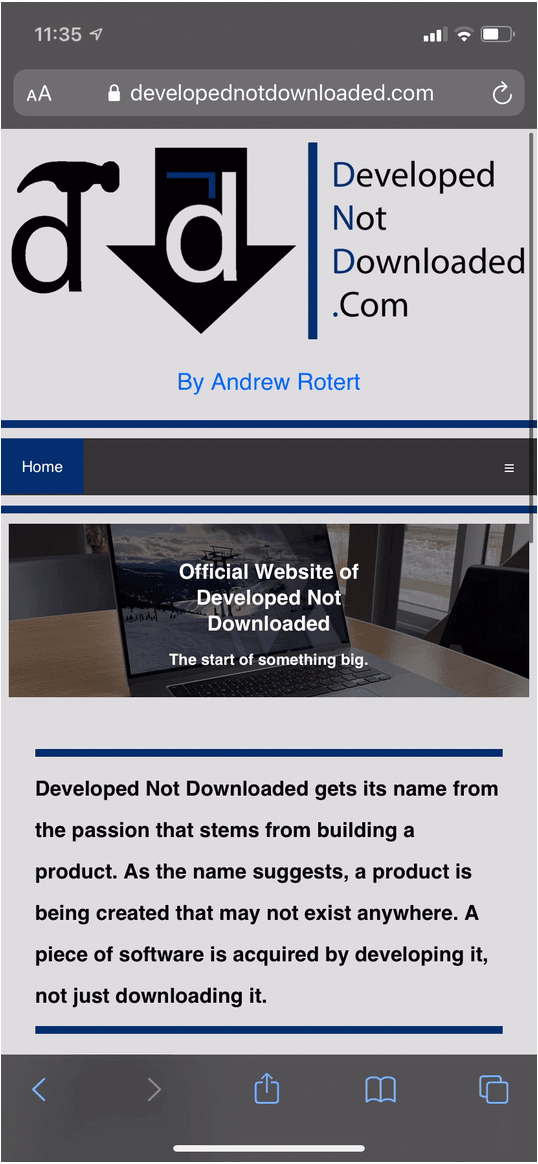 11:35
AA developednotdownloaded.com
d d
Developed
Not
Downloaded
.Com
By Andrew Rotert
Home
Official Website of
Developed Not
Downloaded
The start of something big.
Developed Not Downloaded gets its name from
the passion that stems from building a
product. As the name suggests, a product is
being created that may not exist anywhere. A
piece of software is acquired by developing it,
not just downloading it.